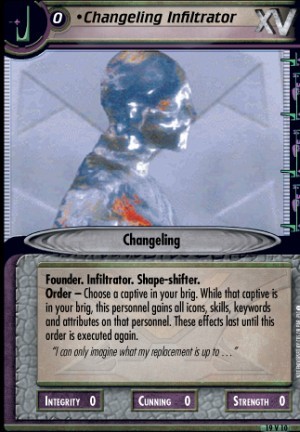 0
•Changeling Infiltrator
XV
Changeling
Founder. Infiltrator. Shape-shifter.
Order – Choose a captive in your brig. While that captive is
in your brig, this personnel gains all icons, skills, keywords
and attributes on that personnel. These effects last until this
order is executed again.
"I can only imagine what my replacement is up to …"
INTEGRITY 0
CUNNING 0
STRENGTH 0
19 V 10